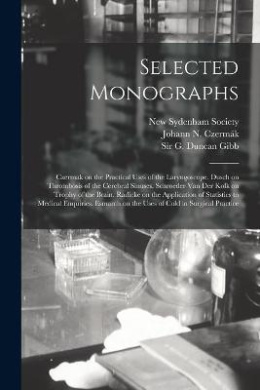 SELECTED
MONOGRAPHS
New Sydenham Society
Johann N. Czermák
Sir G. Duncan Gibb
Czermak on the Practical Uses of the Laryngoscope. Dusch on
Thrombosis of the Cerebral Sinuses. Schroeder Van Der Kolk on
Atrophy of the Brain. Radicke on the Application of Statistics to
Medical Enquiries. Esmarch on the Uses of Cold in Surgical Practice